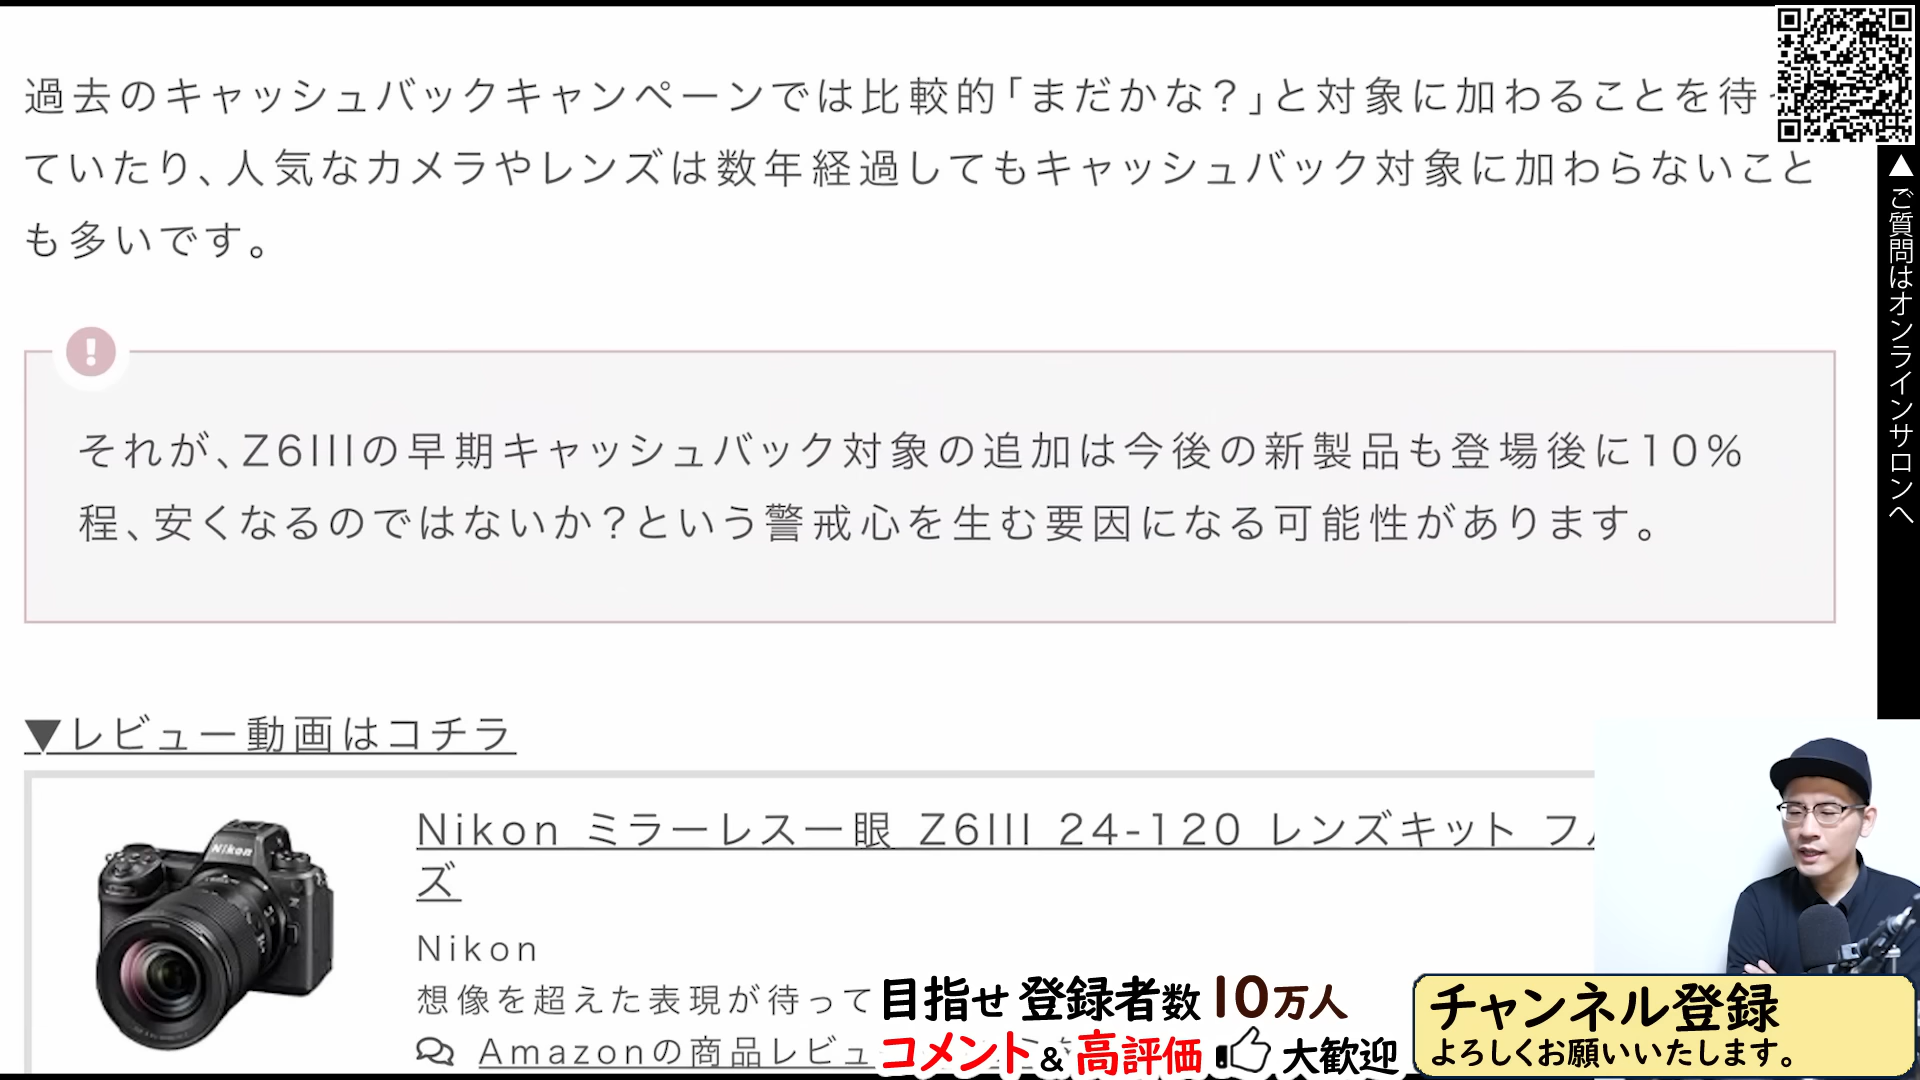 過去のキャッシュバックキャンペーンでは比較的「まだかな？」と対象に加わることを待っ
ていたり、人気なカメラやレンズは数年経過してもキャッシュバック対象に加わらないこと
も多いです。
それが、Z6IIIの早期キャッシュバック対象の追加は今後の新製品も登場後に10%
程、安くなるのではないか？という警戒心を生む要因になる可能性があります。
▼レビュー動画はコチラ
Nikon ミラーレス一眼 Z6III 24-120 レンズキット フ
ズ
Nikon
想像を超えた表現が待って
Amazonの商品レビュ
Nikon
▲ご質問はオンラインサロンへ
目指せ 登録者数 10万人
コメント & 高評価 大歓迎
チャンネル登録
よろしくお願いいたします。